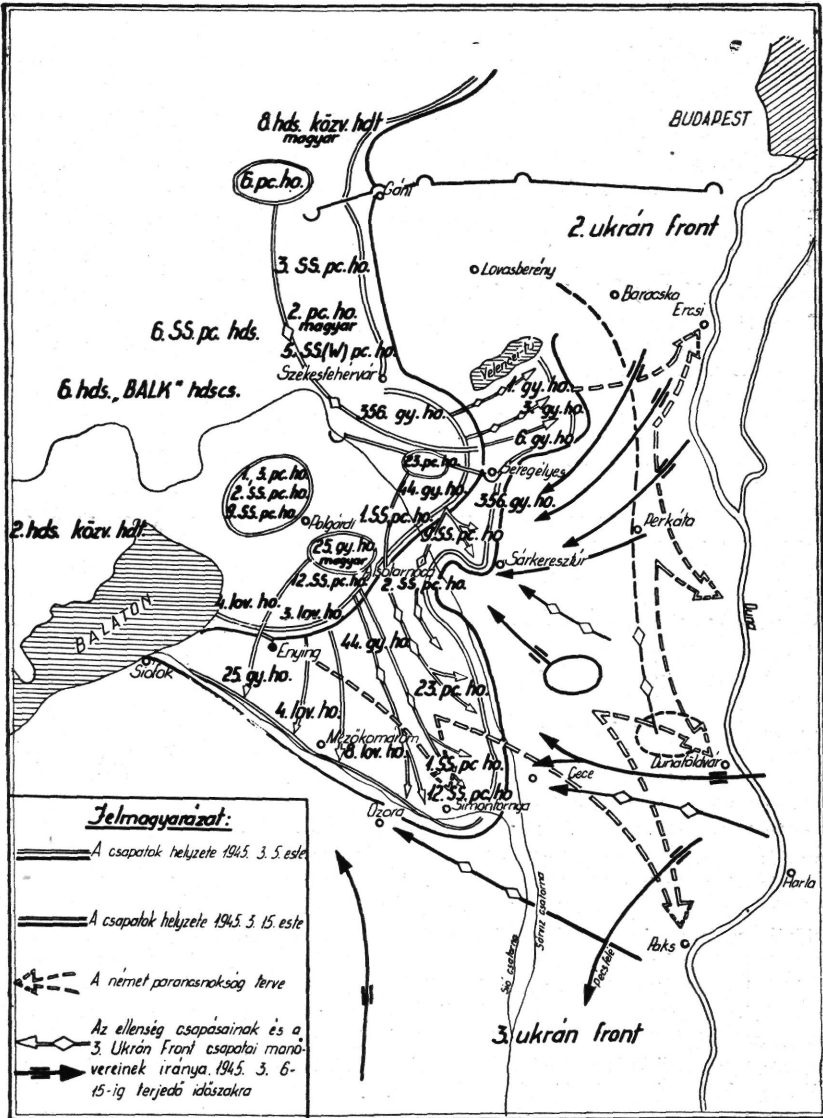 BUDAPEST
8. hds. közv. hdt
magyar
6. pc. ho.
Gánt
2. ukrán front
3. SS. pc. ho.
Lovasberény
Baracska
Ercsi
2. pc. ho.
magyar
6. SS. pc. hds.
5. SS.(W) pc. ho.
Székesfehérvár
Velencei t.
6. hds. „BALK" hdscs.
1. gy. ho.
3. gy. ho.
356. gy. ho.
6. gy. ho
23. pc. ho.
Seregélyes
44. gy. ho.
356. gy. ho.
1., 3. pc. ho.
2. SS. pc. ho.
9. SS. pc. ho.
Polgárdi
1. SS. pc. ho.
9. SS. pc. ho
Perkáta
2. hds. közv. hdt.
25. gy. ho.
magyar
Sárkeresztúr
12. SS. pc. ho.
2. SS. pc. ho.
BALATON
4. lov. ho.
3. lov. ho.
Duna
Enying
44. gy. ho.
Siófok
25. gy. ho.
23. pc. ho.
4. lov. ho.
Mezőkomárom
8. lov. ho.
1. SS. pc. ho.
Cece
Dunaföldvár
12. SS. pc. ho
Simontornya
Ozora
Harta
Paks
Pécsfelé
Sió csatorna
Sárvíz csatorna
3. ukrán front
Jelmagyarázat:
A csapatok helyzete 1945. 3. 5. este
A csapatok helyzete 1945. 3. 15. este
A német parancsnokság terve
Az ellenség csapásainak és a
3. Ukrán Front csapatai manő-
vereinek iránya. 1945. 3. 6-
15-ig terjedő időszakra